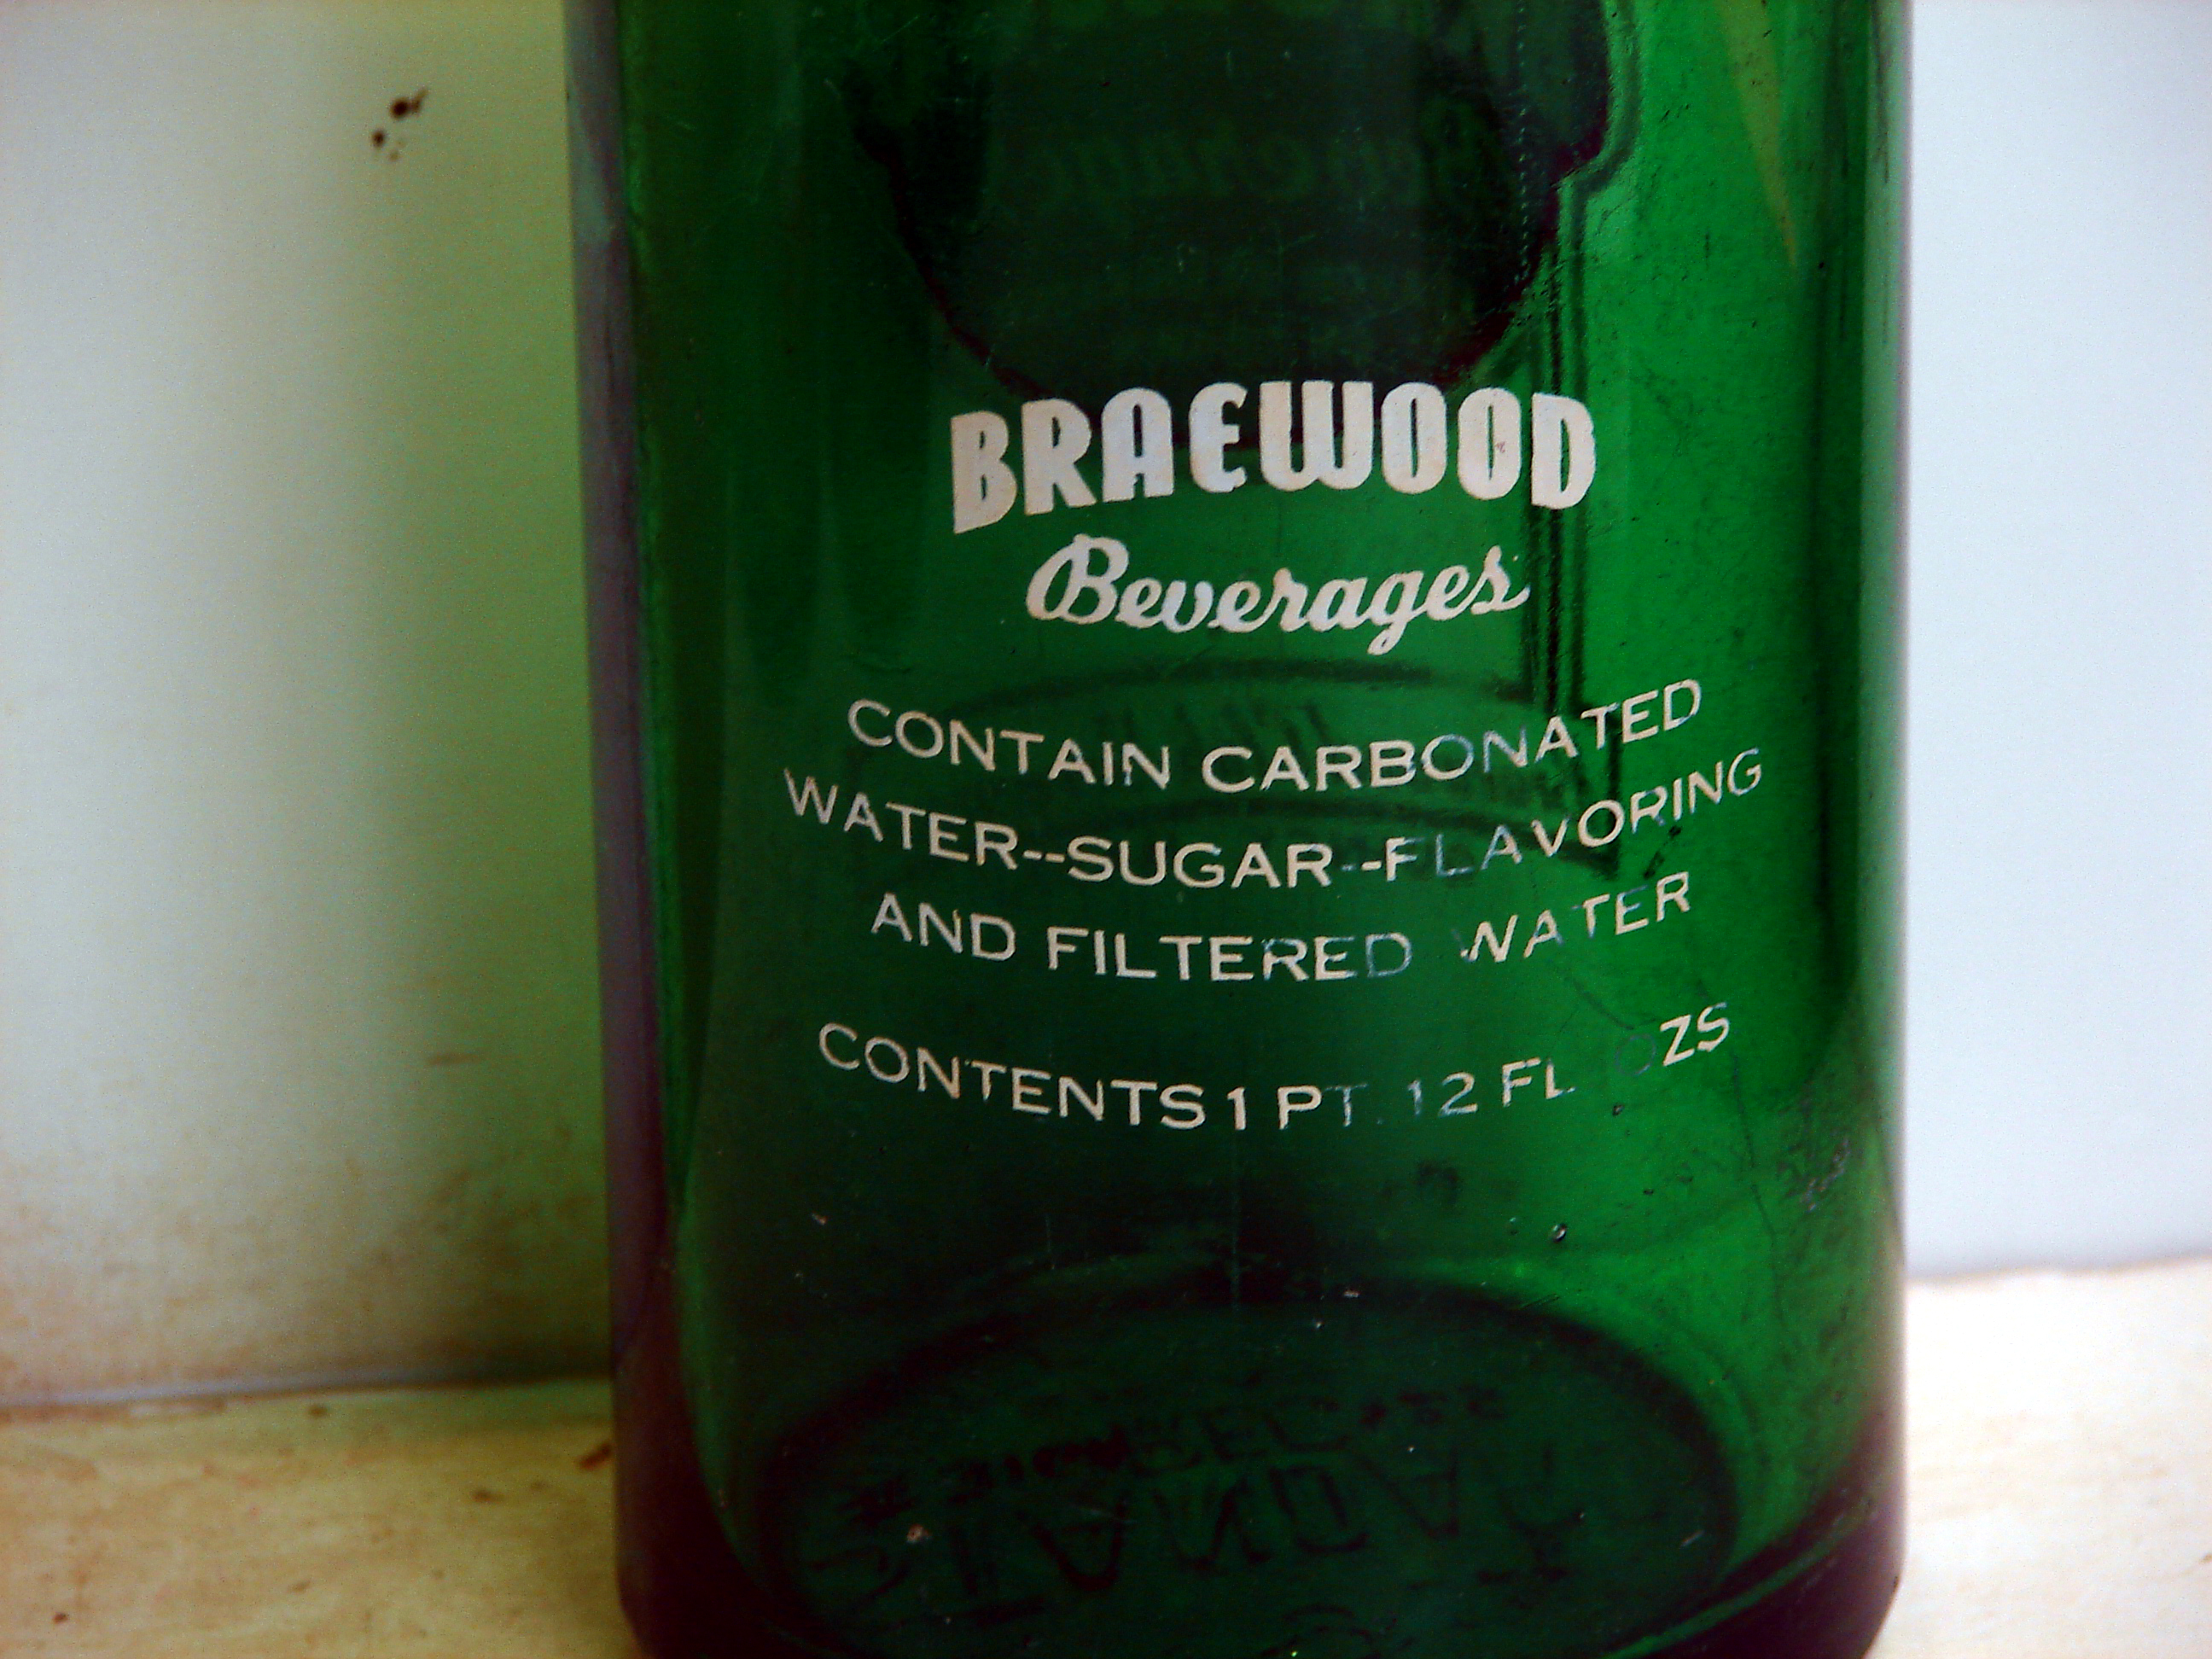 BRAEWOOD
Beverages
CONTAIN CARBONATED
WATER--SUGAR--FLAVORING
AND FILTERED WATER
CONTENTS 1 PT. 12 FL. OZS